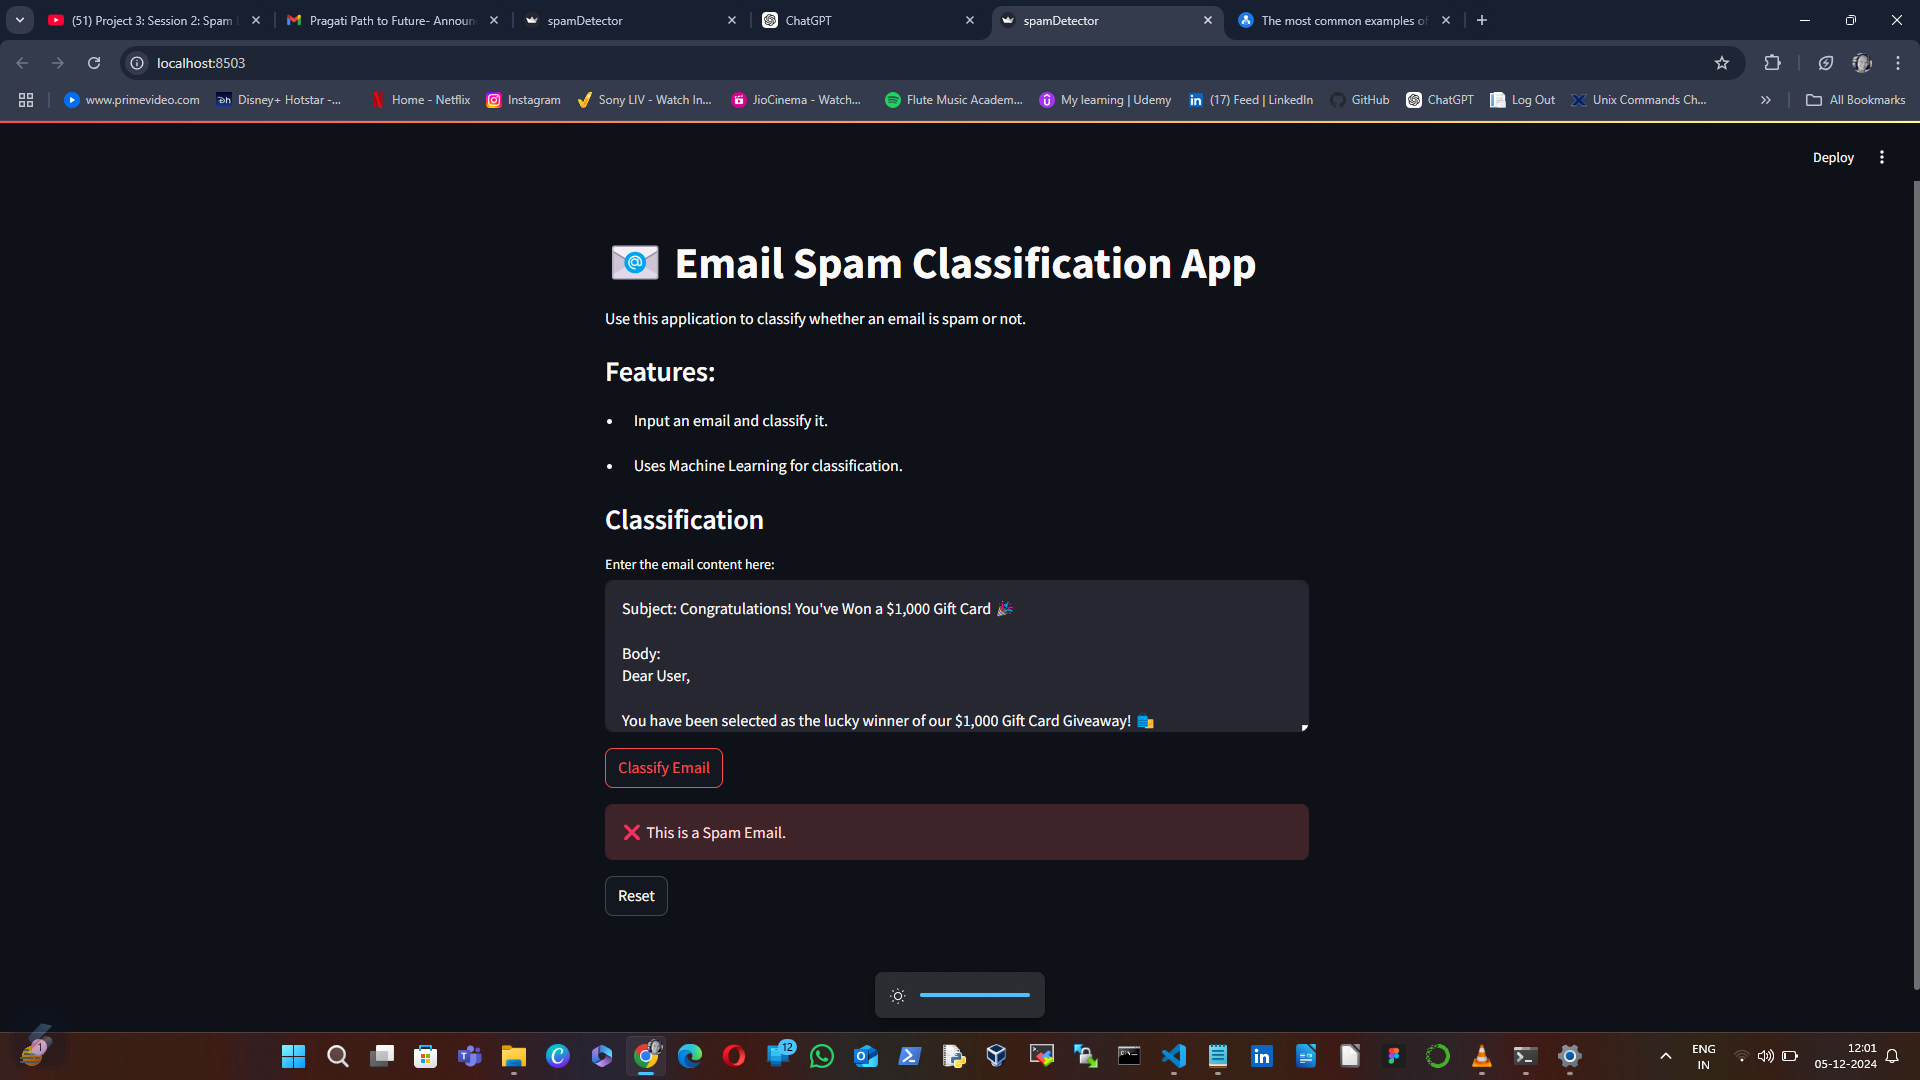 (51) Project 3: Session 2: Spam
Pragati Path to Future- Announ
spamDetector
ChatGPT
spamDetector
The most common examples of
localhost:8503
www.primevideo.com
Disney+ Hotstar -...
Home - Netflix
Instagram
Sony LIV - Watch In...
JioCinema - Watch...
Flute Music Academ...
My learning | Udemy
(17) Feed | LinkedIn
GitHub
ChatGPT
Log Out
Unix Commands Ch...
All Bookmarks
Deploy
Email Spam Classification App
Use this application to classify whether an email is spam or not.
Features:
• Input an email and classify it.
• Uses Machine Learning for classification.
Classification
Enter the email content here:
Subject: Congratulations! You've Won a $1,000 Gift Card 🎉
Body:
Dear User,
You have been selected as the lucky winner of our $1,000 Gift Card Giveaway! 🛍️
Classify Email
❌ This is a Spam Email.
Reset
1
12
ENG
IN
12:01
05-12-2024